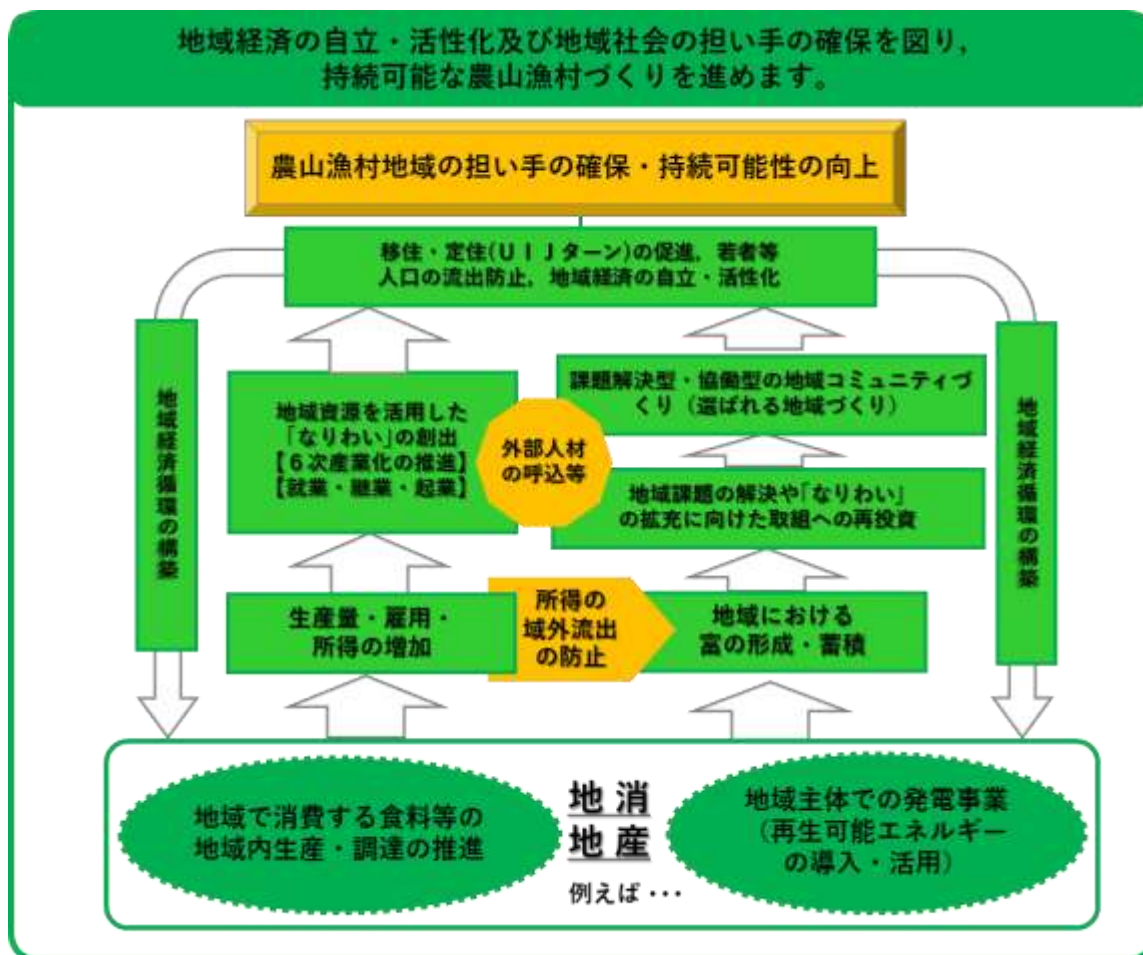 地域経済の自立・活性化及び地域社会の担い手の確保を図り，
持続可能な農山漁村づくりを進めます。
農山漁村地域の担い手の確保・持続可能性の向上
移住・定住(ＵＩＪターン)の促進，若者等
人口の流出防止，地域経済の自立・活性化
地域経済循環の構築
地域資源を活用した
「なりわい」の創出
【６次産業化の推進】
【就業・継業・起業】
外部人材
の呼込等
課題解決型・協働型の地域コミュニティづ
くり（選ばれる地域づくり）
地域課題の解決や「なりわい」
の拡充に向けた取組への再投資
地域経済循環の構築
生産量・雇用・
所得の増加
所得の
域外流出
の防止
地域における
富の形成・蓄積
地域で消費する食料等の
地域内生産・調達の推進
地消
地産
例えば・・・
地域主体での発電事業
（再生可能エネルギー
の導入・活用）